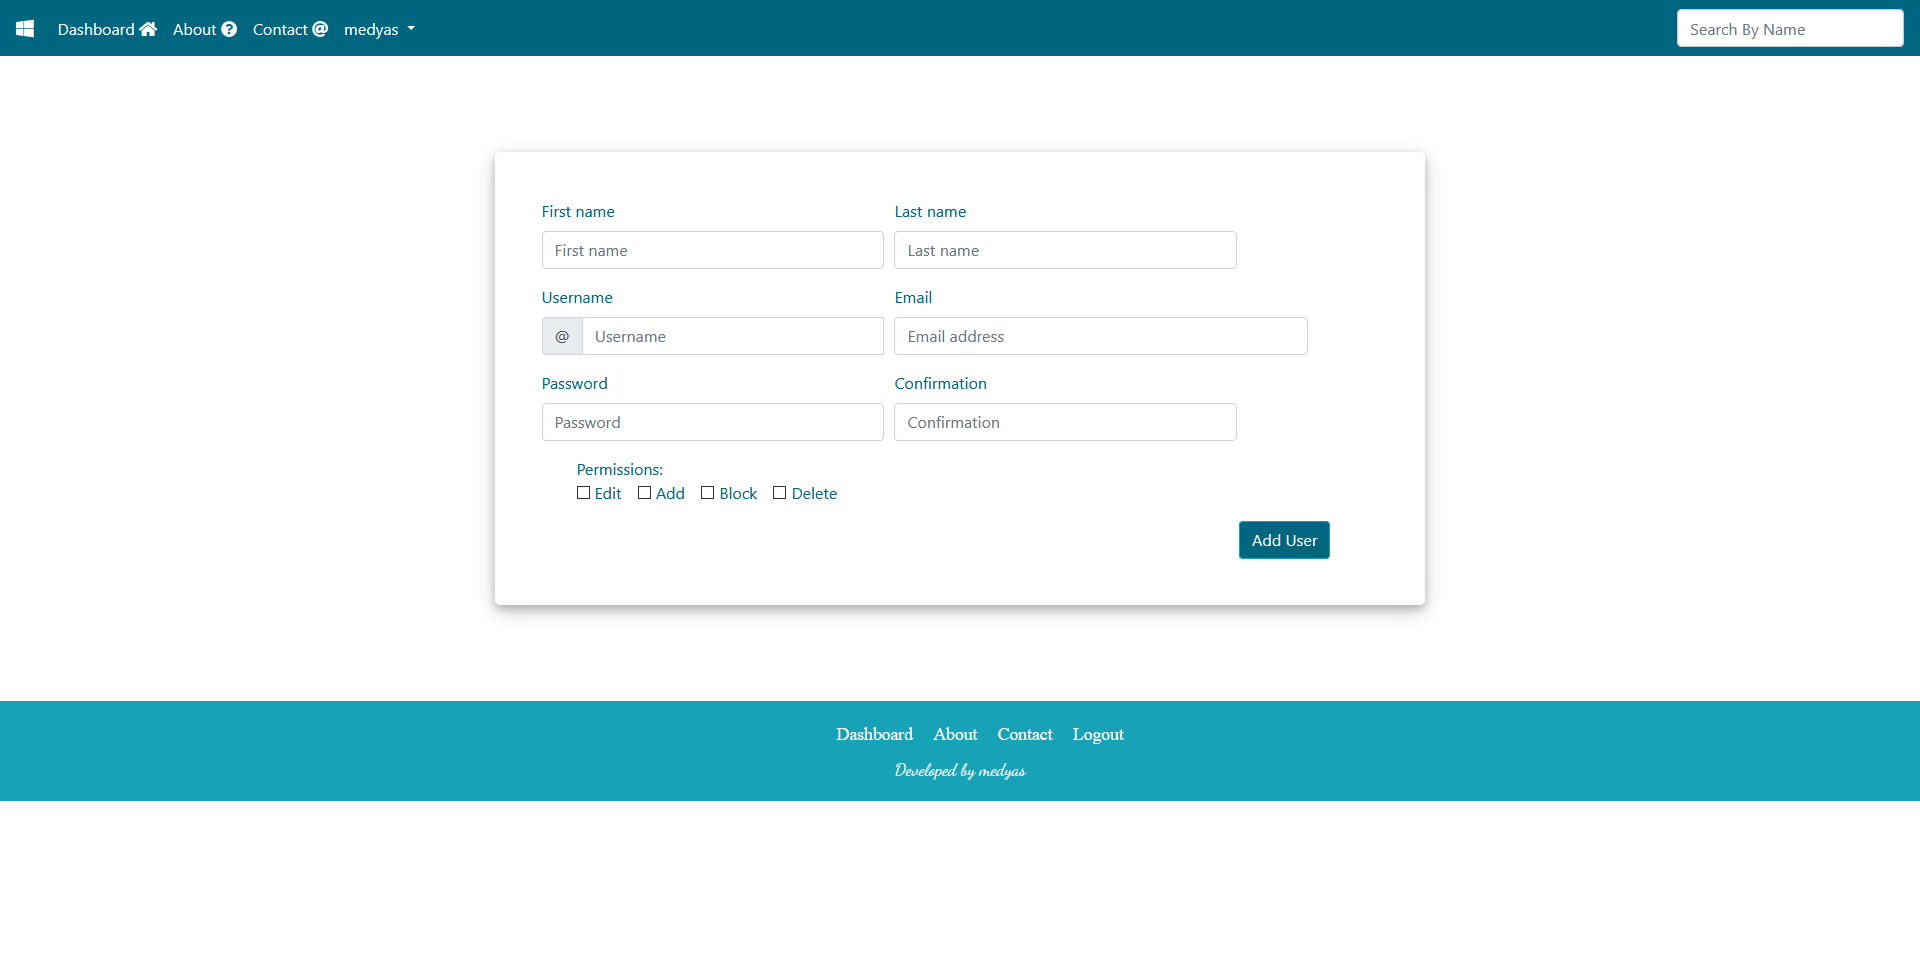 Dashboard About Contact medyas Search By Name
First name Last name
First name Last name
Username Email
@ Username Email address
Password Confirmation
Password Confirmation
Permissions:
Edit Add Block Delete
Add User
Dashboard About Contact Logout
Developed by medyas